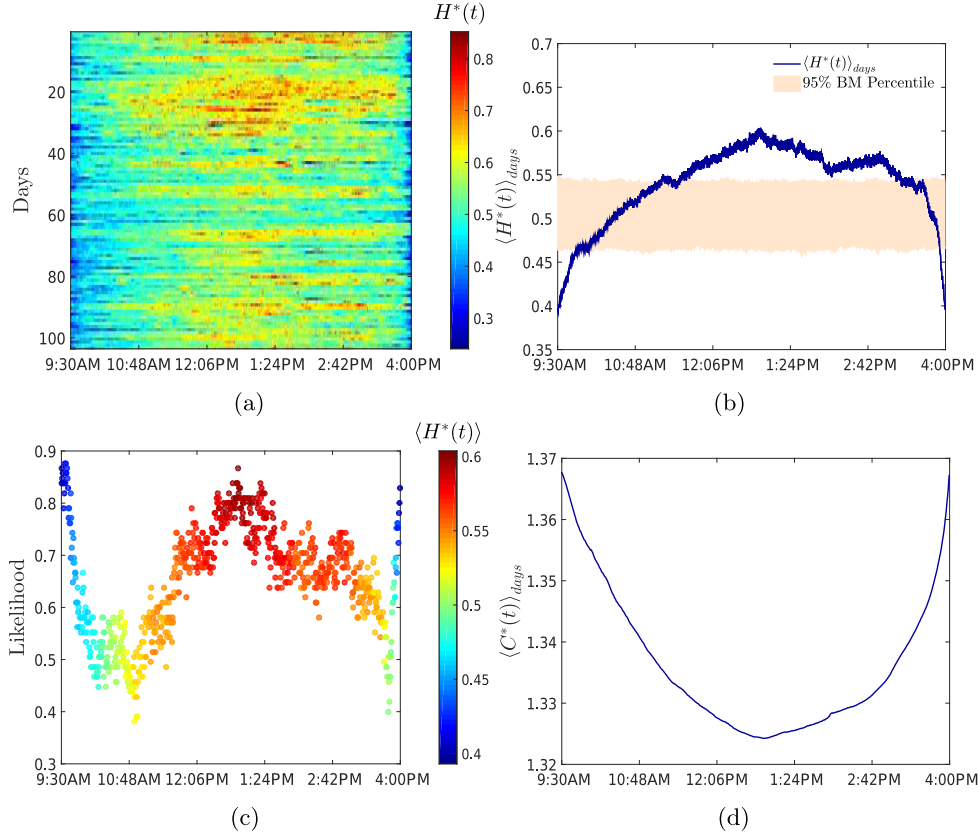 H*(t)
Days
20
40
60
80
100
9:30AM 10:48AM 12:06PM 1:24PM 2:42PM 4:00PM
0.8
0.7
0.6
0.5
0.4
0.3
(a)
⟨H*(t)⟩days
0.7
0.65
0.6
0.55
0.5
0.45
0.4
0.35
⟨H*(t)⟩days
95% BM Percentile
9:30AM 10:48AM 12:06PM 1:24PM 2:42PM 4:00PM
(b)
⟨H*(t)⟩
Likelihood
0.9
0.8
0.7
0.6
0.5
0.4
0.3
9:30AM 10:48AM 12:06PM 1:24PM 2:42PM 4:00PM
0.6
0.55
0.5
0.45
0.4
(c)
⟨C*(t)⟩days
1.37
1.36
1.35
1.34
1.33
1.32
9:30AM 10:48AM 12:06PM 1:24PM 2:42PM 4:00PM
(d)